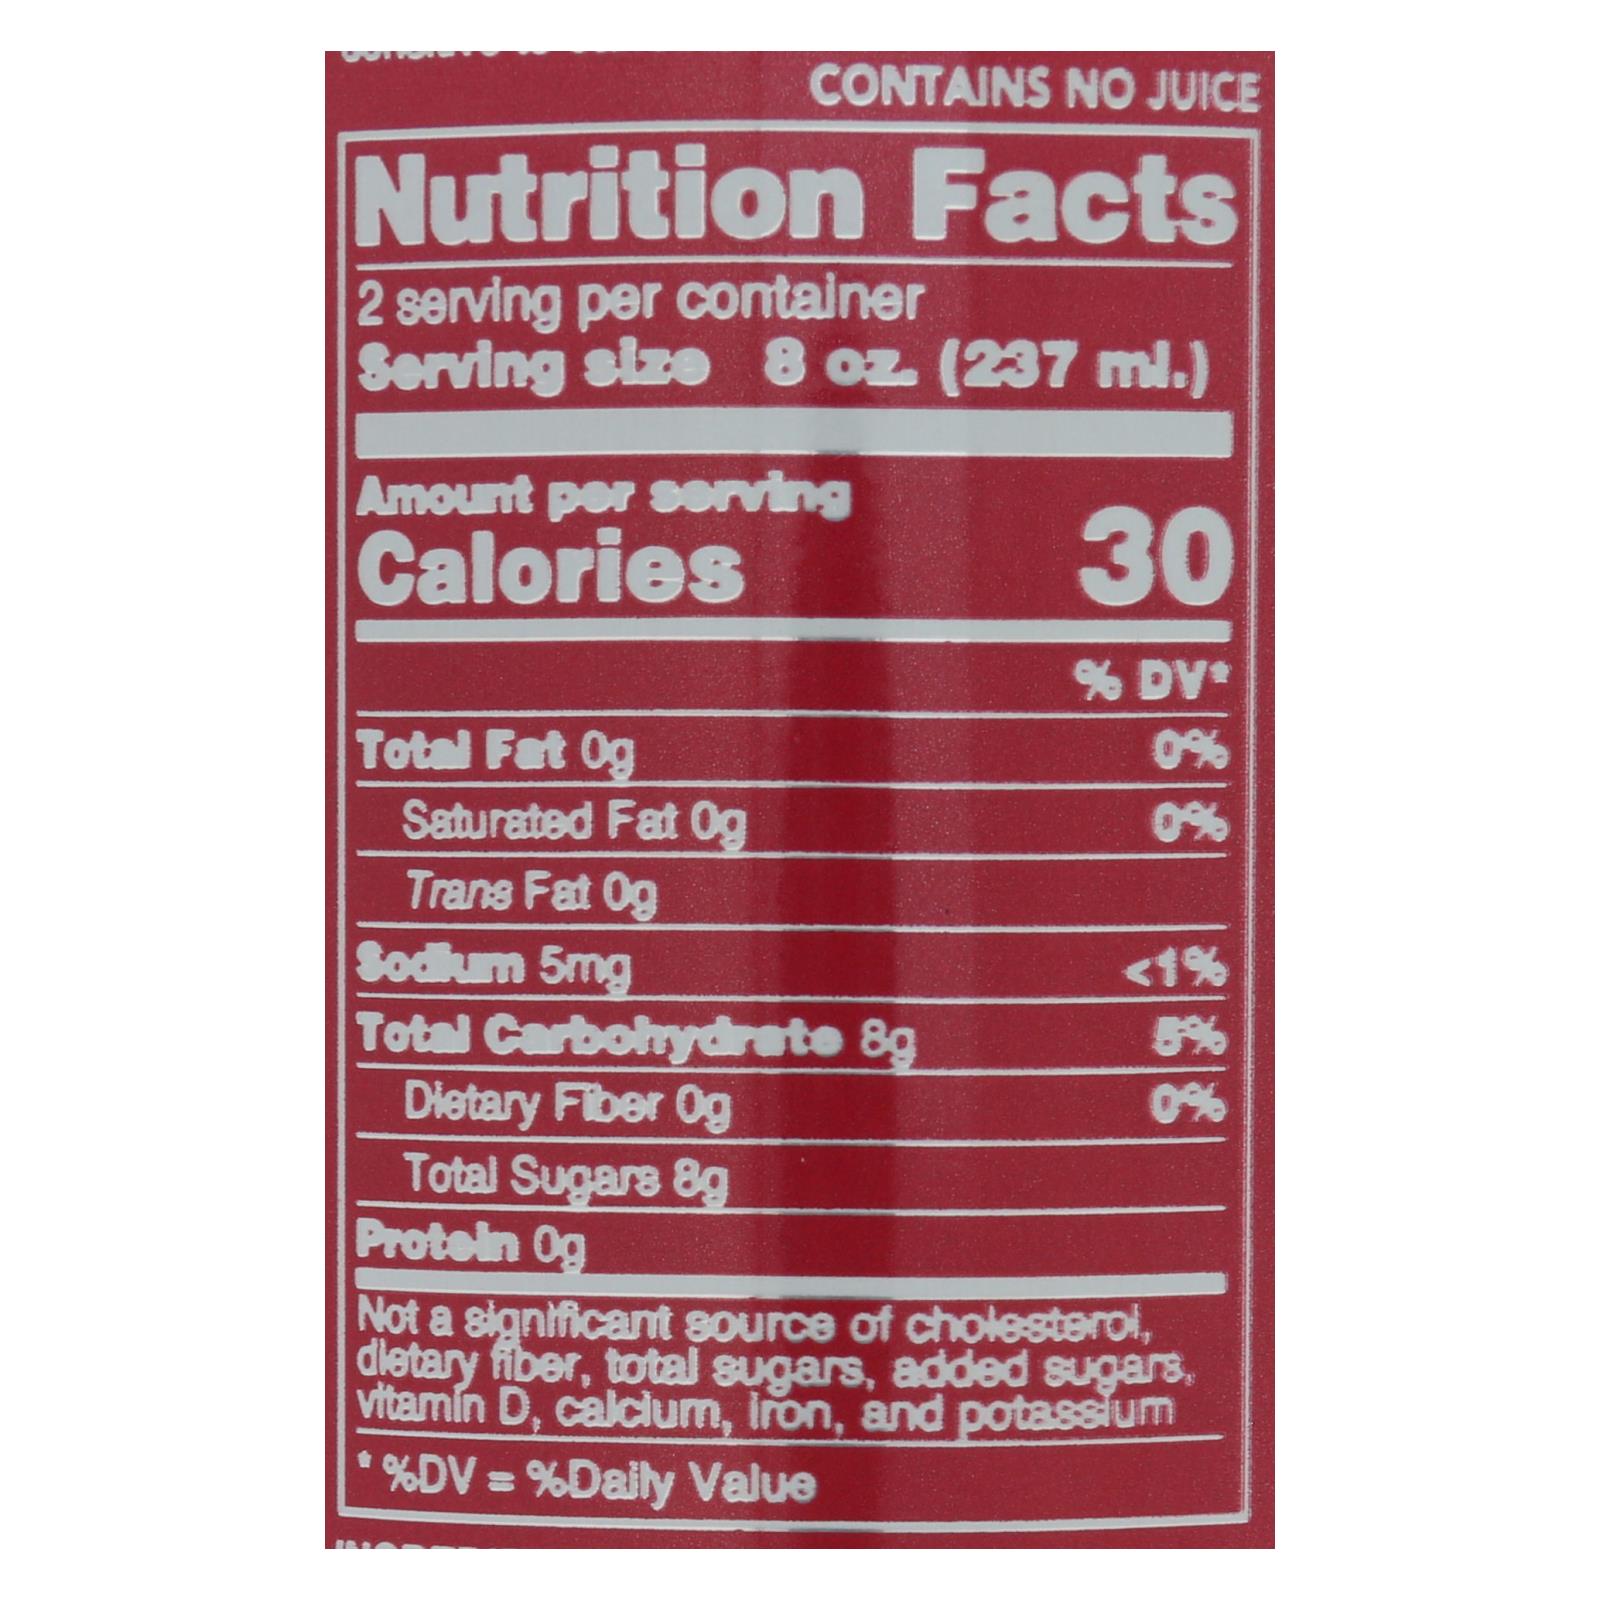 CONTAINS NO JUICE
Nutrition Facts
2 serving per container
Serving size 8 oz. (237 ml.)
Amount per serving
Calories 30
% DV*
Total Fat 0g 0%
Saturated Fat 0g 0%
Trans Fat 0g
Sodium 5mg <1%
Total Carbohydrate 8g 5%
Dietary Fiber 0g 0%
Total Sugars 8g
Protein 0g
Not a significant source of cholesterol,
dietary fiber, total sugars, added sugars,
vitamin D, calcium, iron, and potassium
* %DV = %Daily Value